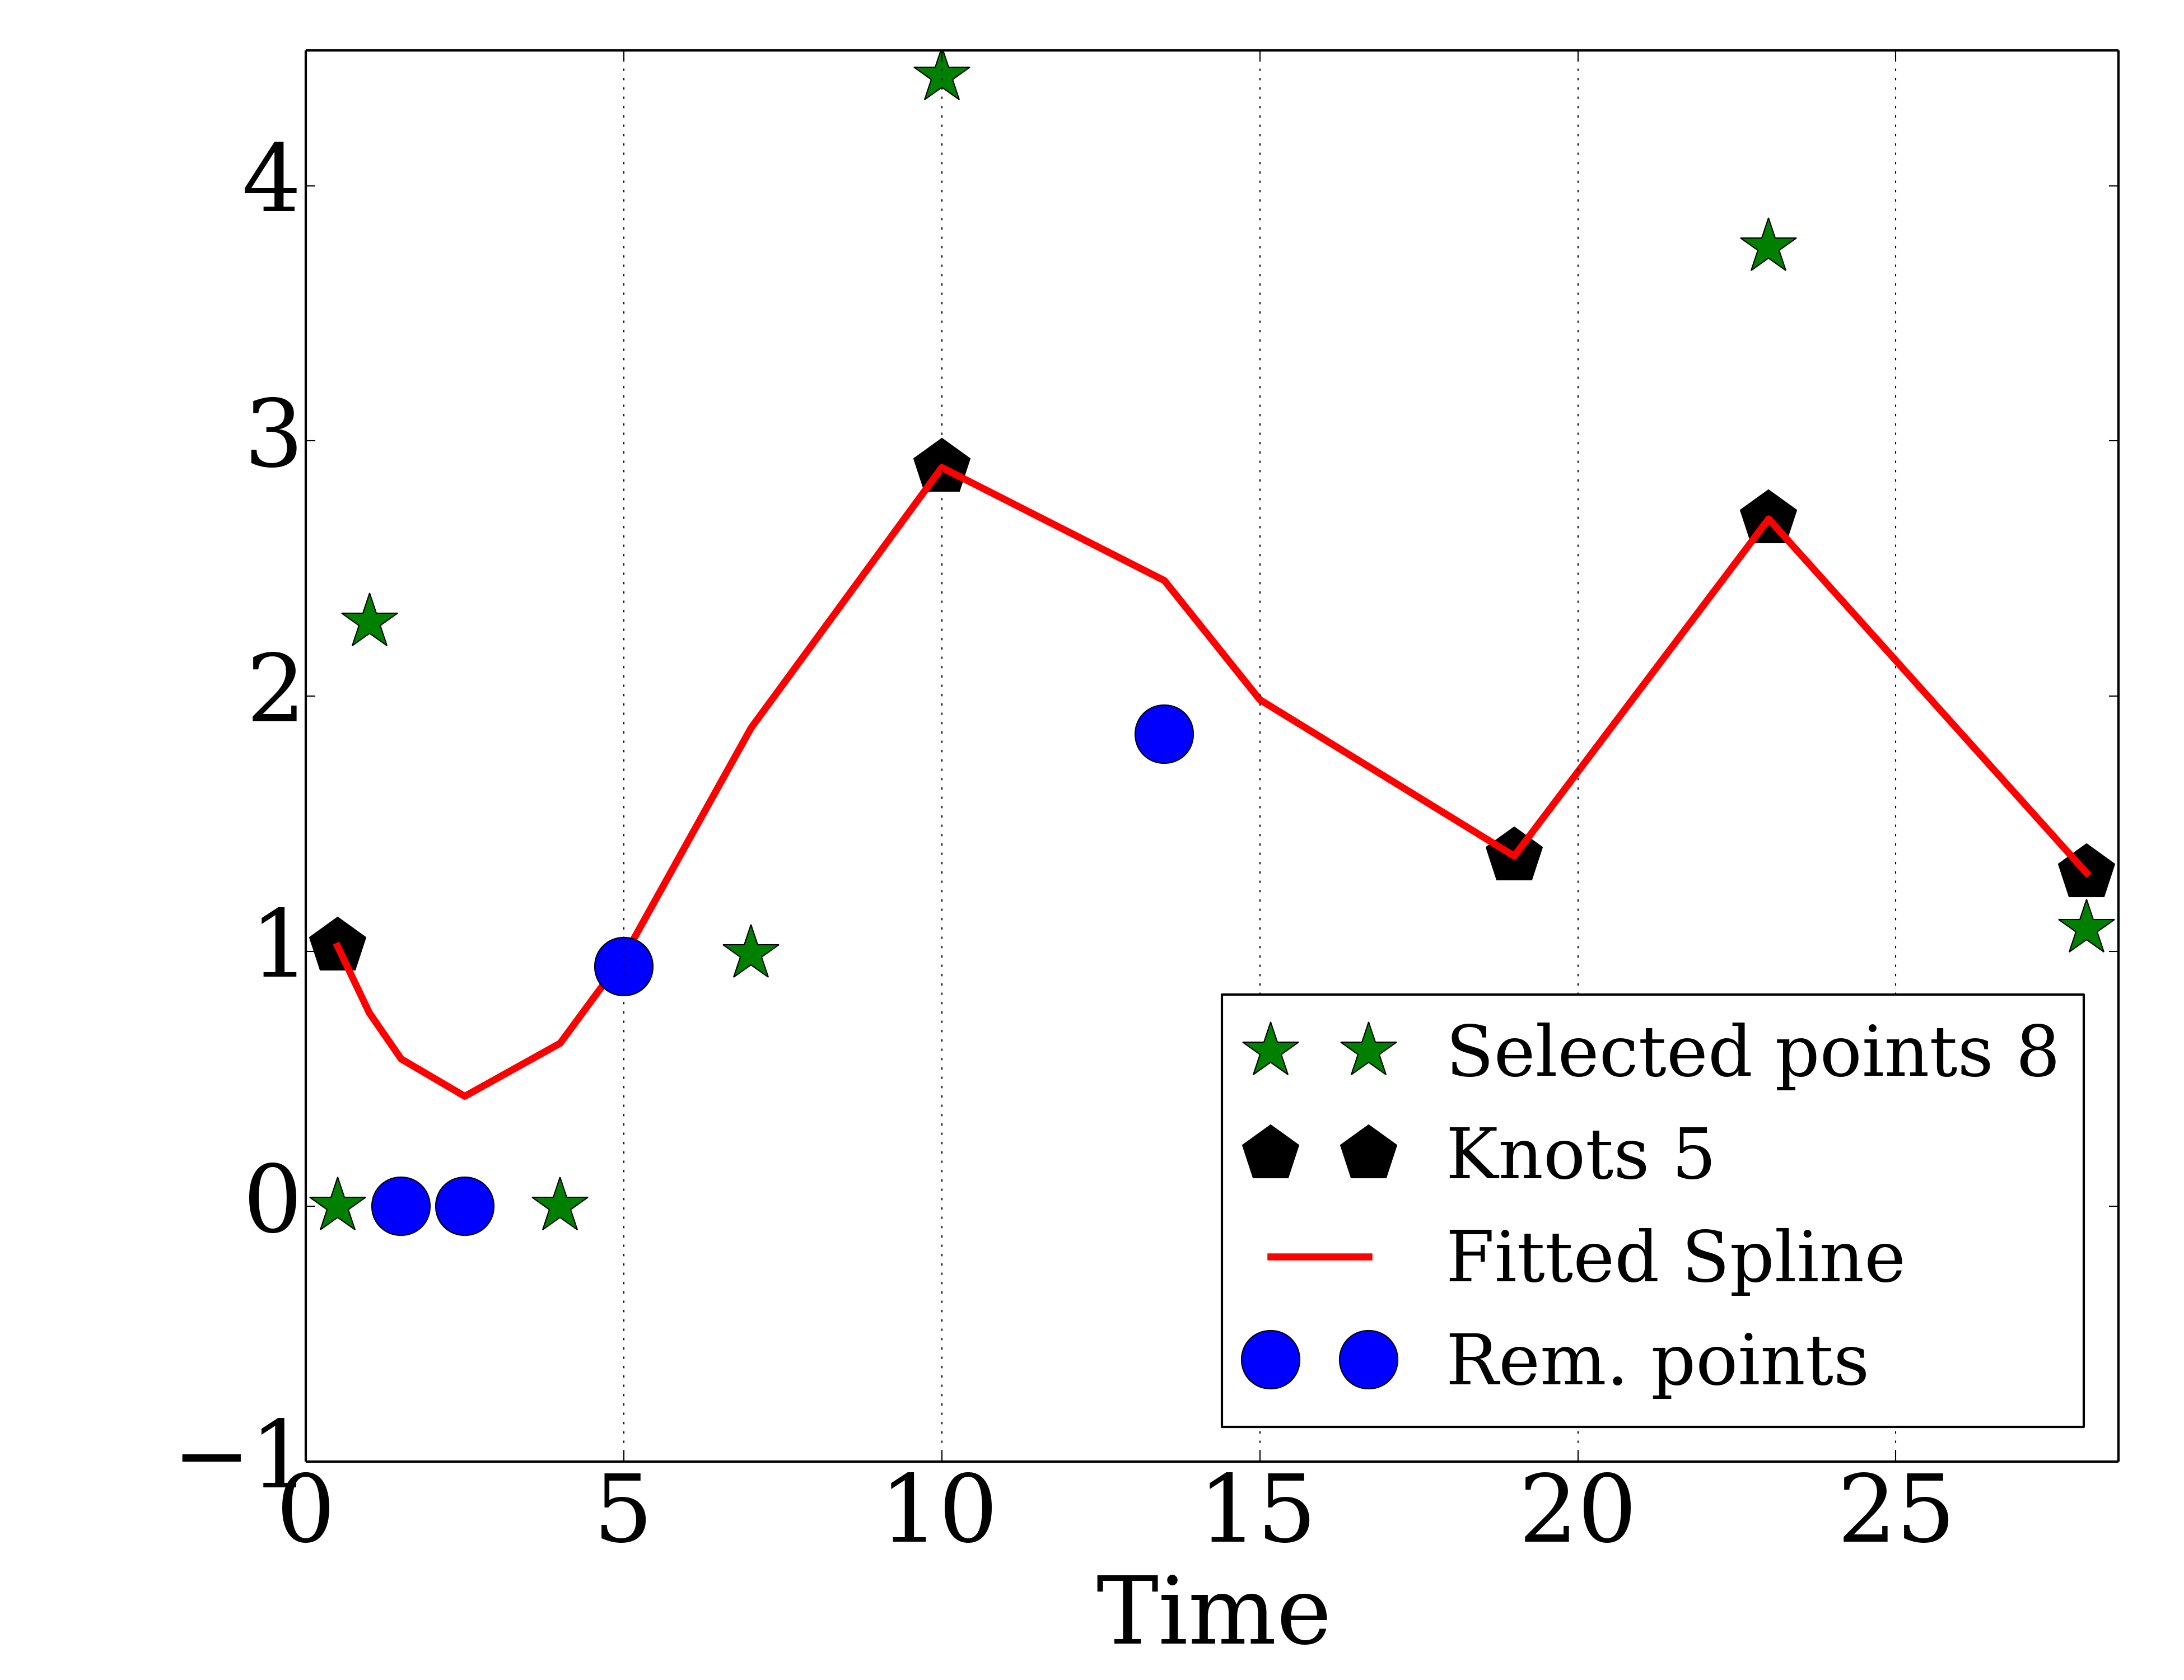 4
3
2
1
0
−1
0 5 10 15 20 25
Time
Selected points 8
Knots 5
Fitted Spline
Rem. points